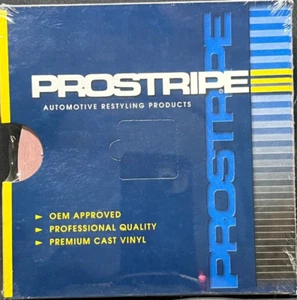 PROSTRIPE
AUTOMOTIVE RESTYLING PRODUCTS
PROSTRIPE
► OEM APPROVED
► PROFESSIONAL QUALITY
► PREMIUM CAST VINYL